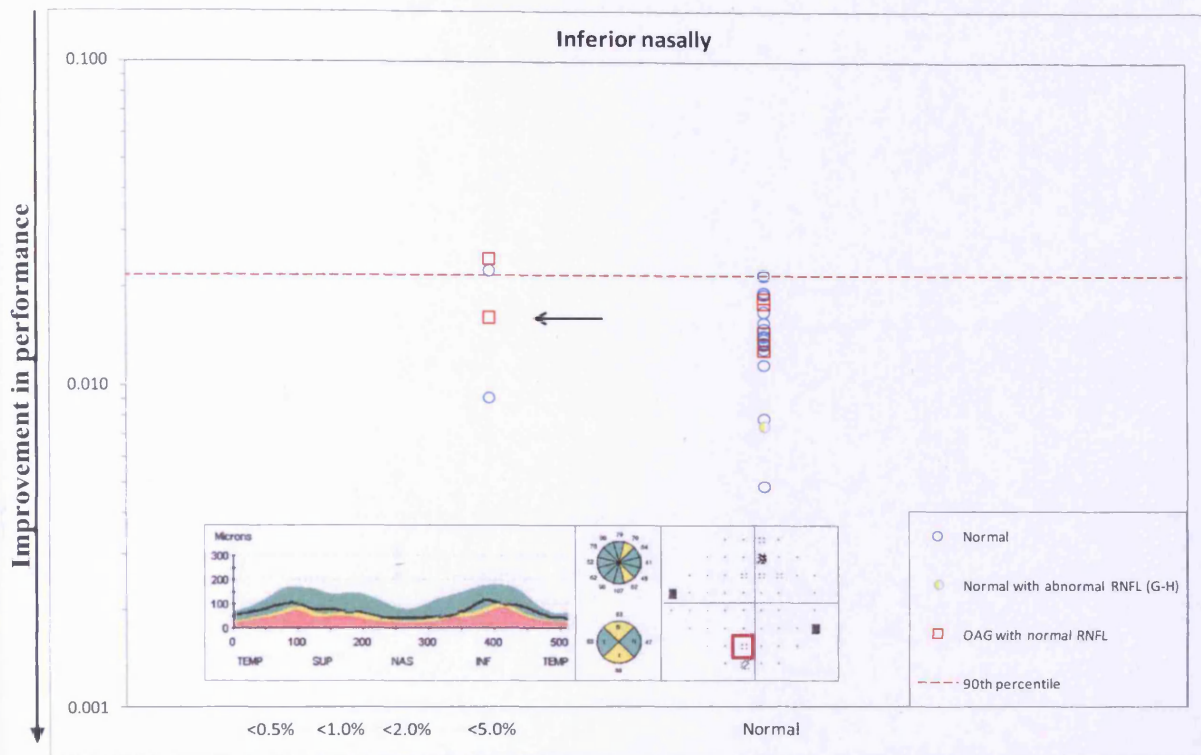 Inferior nasally
Improvement in performance
0.100
0.010
0.001
<0.5% <1.0% <2.0% <5.0% Normal
Microns
300
200
100
0
0 100 200 300 400 500
TEMP SUP NAS INF TEMP
Normal
Normal with abnormal RNFL (G-H)
OAG with normal RNFL
90th percentile